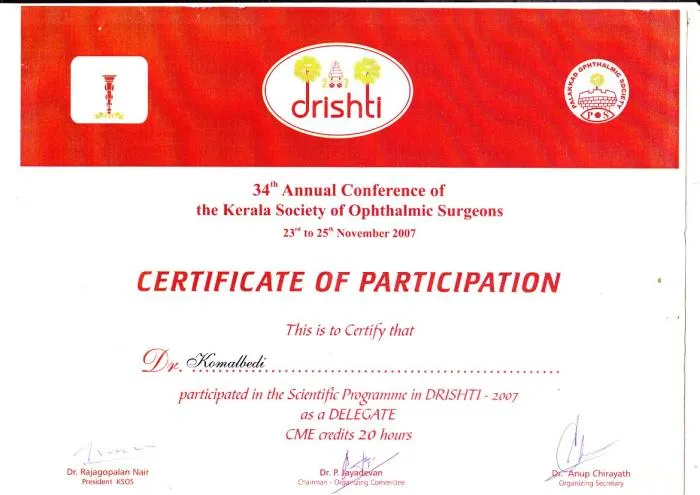 2007
drishti
PALAKKAD OPHTHALMIC SOCIETY
POS
34th Annual Conference of
the Kerala Society of Ophthalmic Surgeons
23rd to 25th November 2007
CERTIFICATE OF PARTICIPATION
This is to Certify that
Dr. Komalbedi
participated in the Scientific Programme in DRISHTI - 2007
as a DELEGATE
CME credits 20 hours
Dr. Rajagopalan Nair
President KSOS
Dr. P. Jayadevan
Chairman - Organizing Committee
Dr. Anup Chirayath
Organizing Secretary